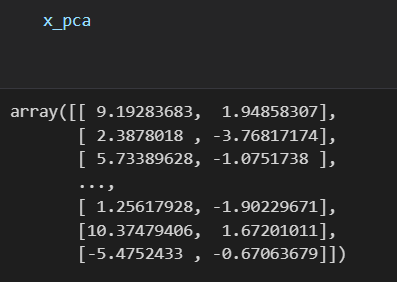 x_pca
array([[ 9.19283683,  1.94858307],
       [ 2.3878018 , -3.76817174],
       [ 5.73389628, -1.0751738 ],
       ...,
       [ 1.25617928, -1.90229671],
       [10.37479406,  1.67201011],
       [-5.4752433 , -0.67063679]])